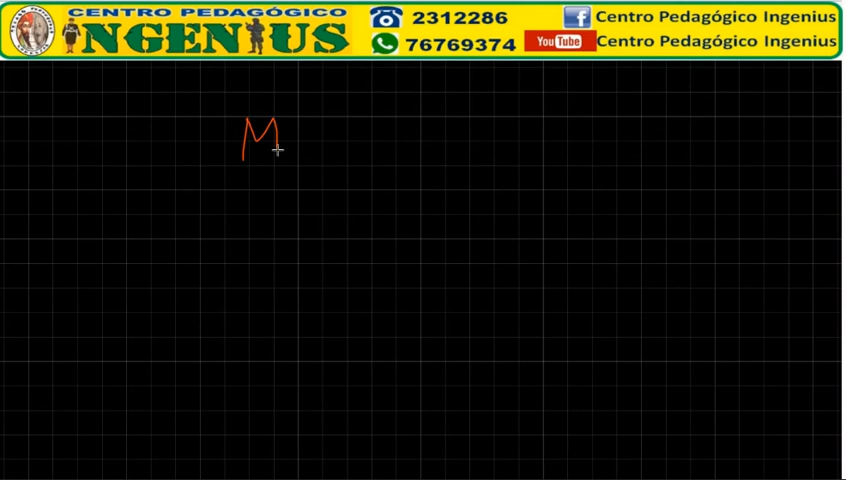 CENTRO PEDAGÓGICO
INGENIUS
2312286
76769374
Centro Pedagógico Ingenius
YouTube Centro Pedagógico Ingenius
M